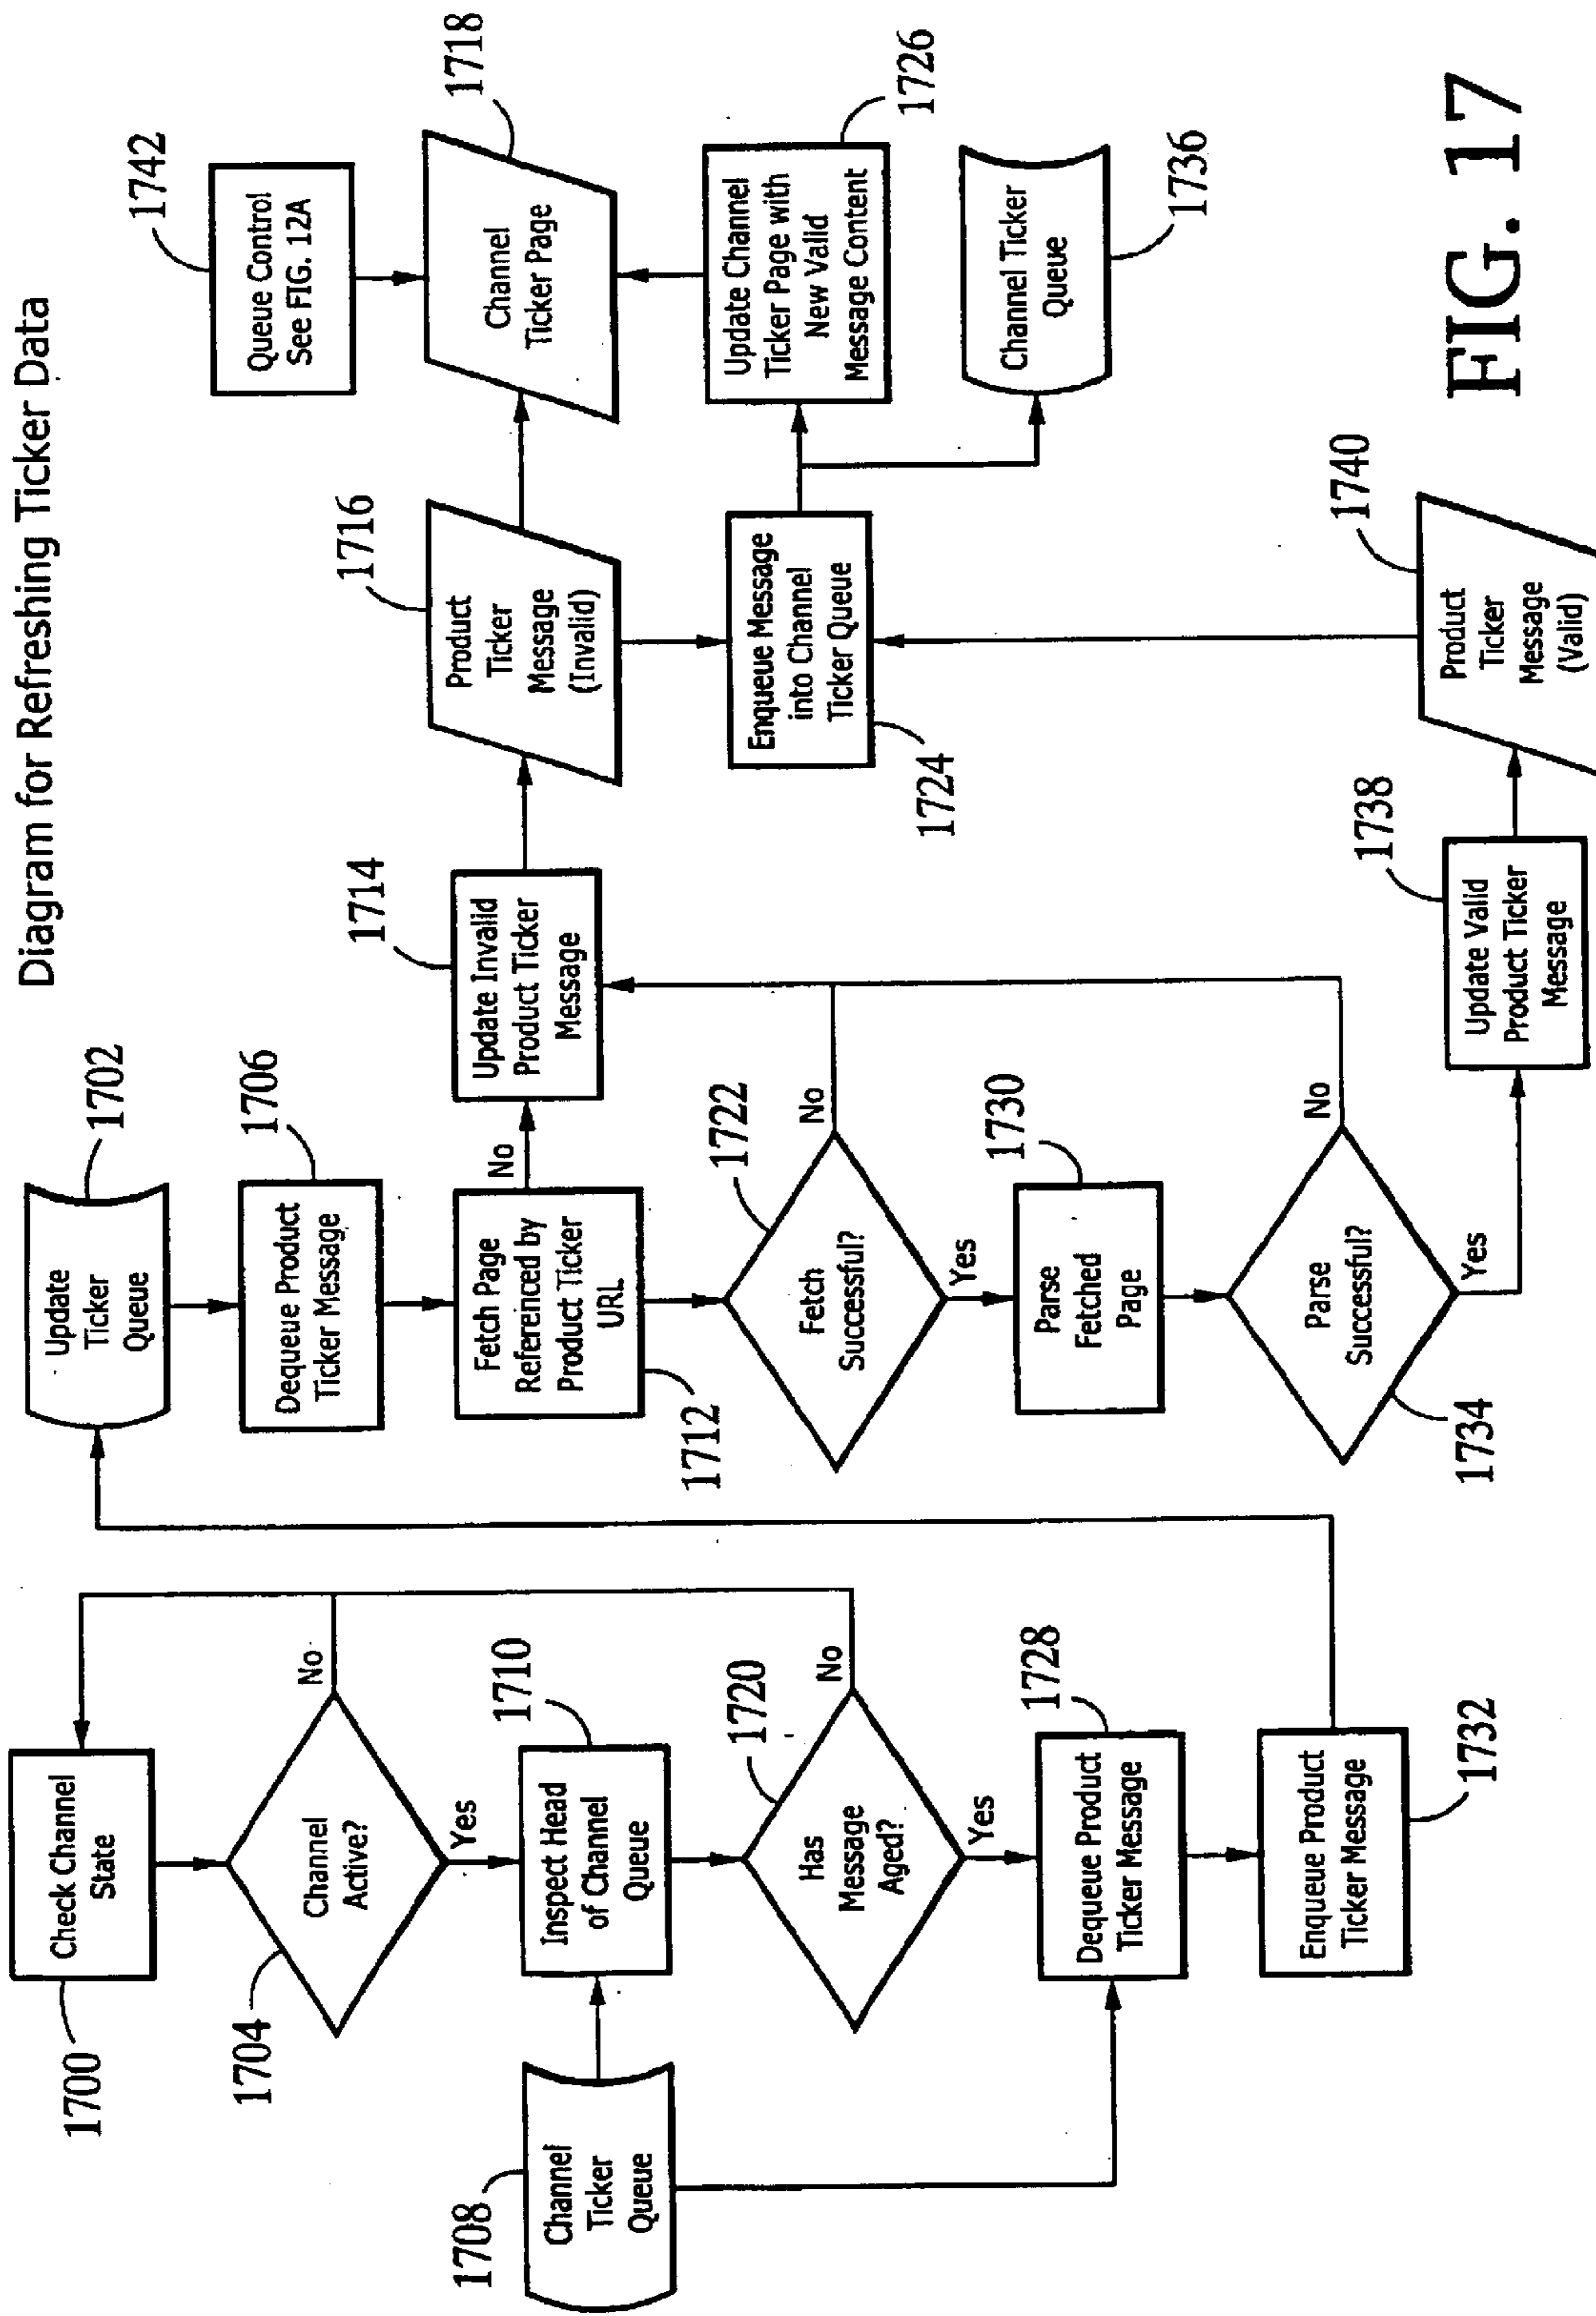 Diagram for Refreshing Ticker Data
1700
Check Channel
State
1704
Channel
Active?
No
Yes
1708
Channel
Ticker
Queue
1710
Inspect Head
of Channel
Queue
1720
Has
Message
Aged?
No
Yes
1728
Dequeue Product
Ticker Message
Enqueue Product
Ticker Message
1732
1702
Update
Ticker
Queue
1706
Dequeue Product
Ticker Message
Fetch Page
Referenced by
Product Ticker
URL
1712
No
1722
Fetch
Successful?
No
Yes
1730
Parse
Fetched
Page
Parse
Successful?
1734
No
Yes
1714
Update Invalid
Product Ticker
Message
1738
Update Valid
Product Ticker
Message
1716
Product
Ticker
Message
(Invalid)
Enqueue Message
into Channel
Ticker Queue
1724
1740
Product
Ticker
Message
(Valid)
1742
Queue Control
See FIG. 12A
Channel
Ticker Page
1718
Update Channel
Ticker Page with
New Valid
Message Content
1726
Channel Ticker
Queue
1736
FIG. 17